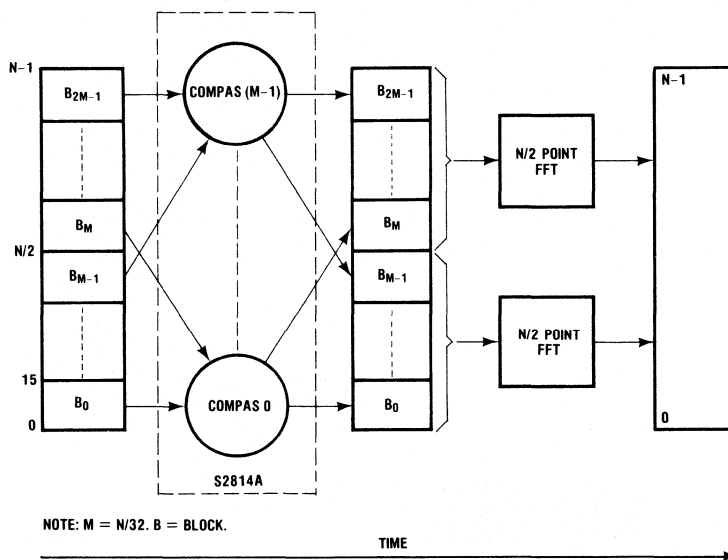 N-1
B2M-1
COMPAS (M-1)
B2M-1
N-1
N/2 POINT
FFT
BM
BM
N/2
BM-1
BM-1
N/2 POINT
FFT
15
B0
COMPAS 0
B0
0
0
S2814A
NOTE: M = N/32. B = BLOCK.
TIME